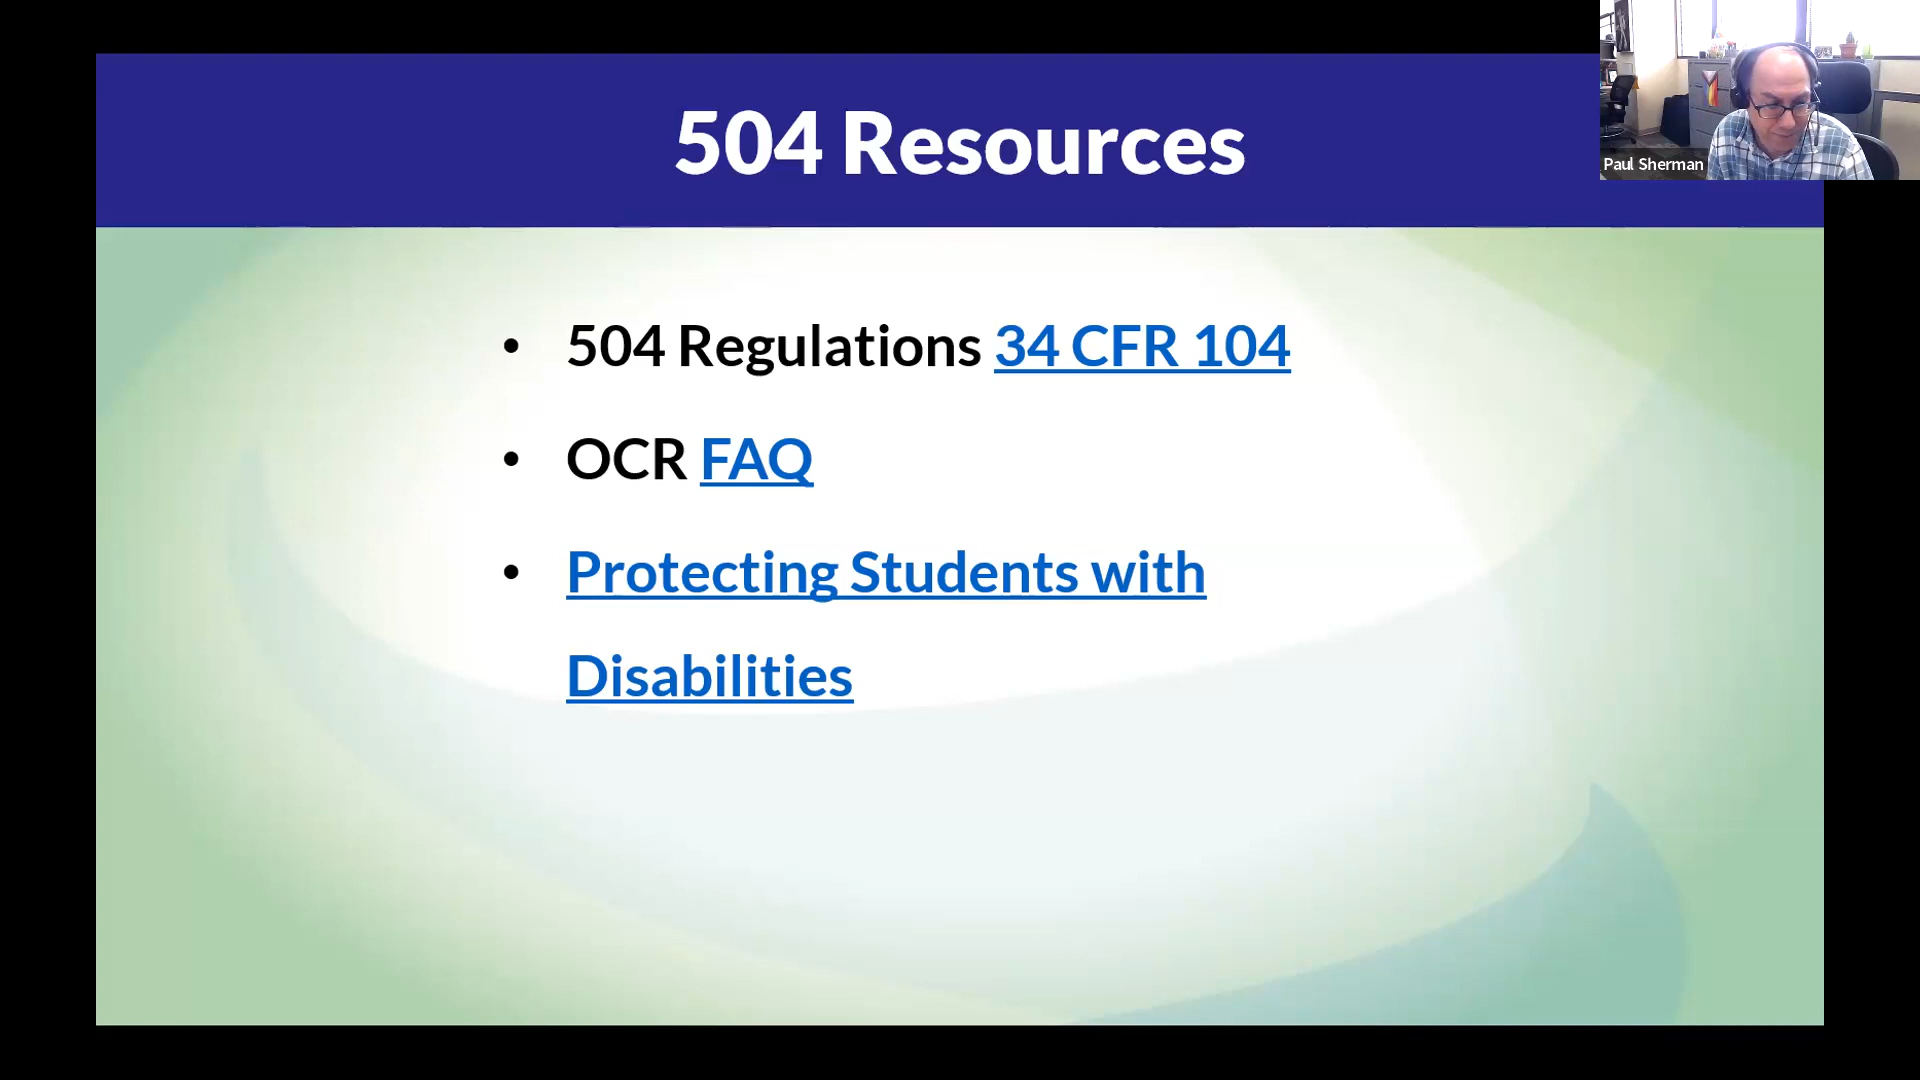 504 Resources
Paul Sherman
• 504 Regulations 34 CFR 104
• OCR FAQ
• Protecting Students with
Disabilities